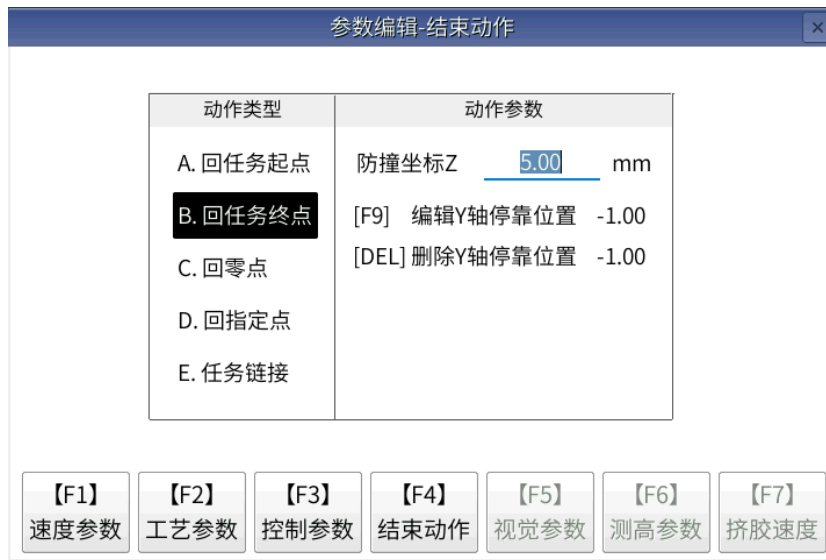 参数编辑-结束动作
动作类型
动作参数
A. 回任务起点
防撞坐标Z 5.00 mm
B. 回任务终点
[F9] 编辑Y轴停靠位置 -1.00
[DEL] 删除Y轴停靠位置 -1.00
C. 回零点
D. 回指定点
E. 任务链接
【F1】 【F2】 【F3】 【F4】 【F5】 【F6】 【F7】
速度参数 工艺参数 控制参数 结束动作 视觉参数 测高参数 挤胶速度